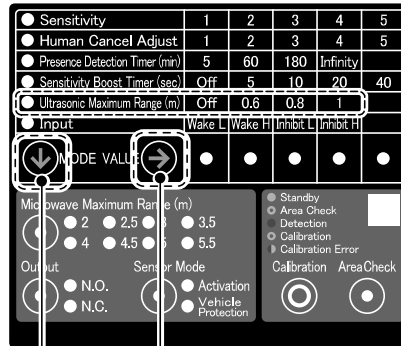 Sensitivity 1 2 3 4 5
Human Cancel Adjust 1 2 3 4 5
Presence Detection Timer (min) 5 60 180 Infinity
Sensitivity Boost Timer (sec) Off 5 10 20 40
Ultrasonic Maximum Range (m) Off 0.6 0.8 1
Input Wake L Wake H Inhibit L Inhibit H
MODE VALUE
Microwave Maximum Range (m)
2 2.5 3 3.5
4 4.5 5.5
Output Sensor Mode
N.O. Activation
N.C. Vehicle
Protection
Standby
Area Check
Detection
Calibration
Calibration Error
Calibration AreaCheck